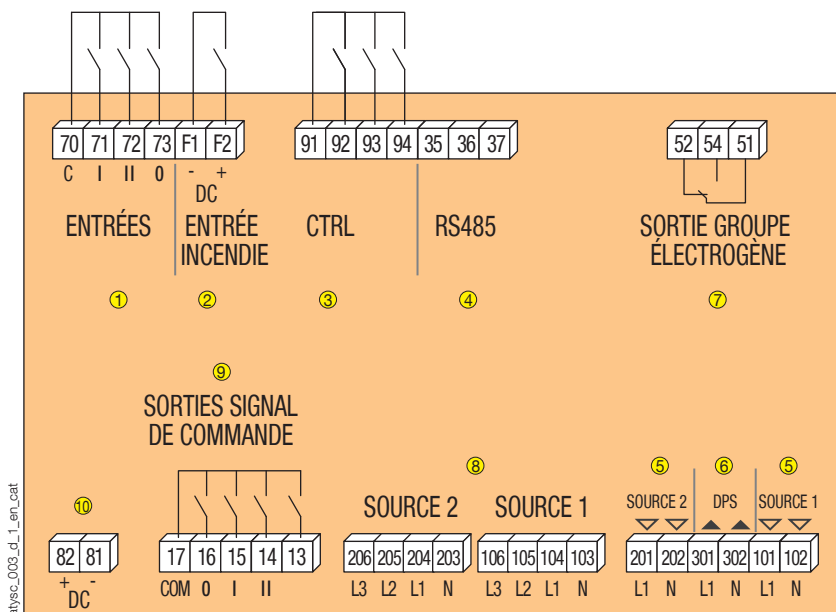 70 71 72 73 F1 F2 91 92 93 94 35 36 37 52 54 51
C I II 0 - +
DC
ENTRÉES ENTRÉE INCENDIE CTRL RS485 SORTIE GROUPE ÉLECTROGÈNE
1 2 3 4 7
9
SORTIES SIGNAL
DE COMMANDE
8 5 6 5
10
SOURCE 2 SOURCE 1 SOURCE 2 DPS SOURCE 1
82 81 17 16 15 14 13 206 205 204 203 106 105 104 103 201 202 301 302 101 102
+ - COM 0 I II L3 L2 L1 N L3 L2 L1 N L1 N L1 N L1 N
DC
atysc_003_d_1_en_cat